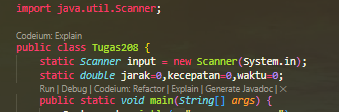 import java.util.Scanner;
Codeium: Explain
public class Tugas208 {
static Scanner input = new Scanner(System.in);
static double jarak=0,kecepatan=0,waktu=0;
Run | Debug | Codeium: Refactor | Explain | Generate Javadoc | ×
public static void main(String[] args) {